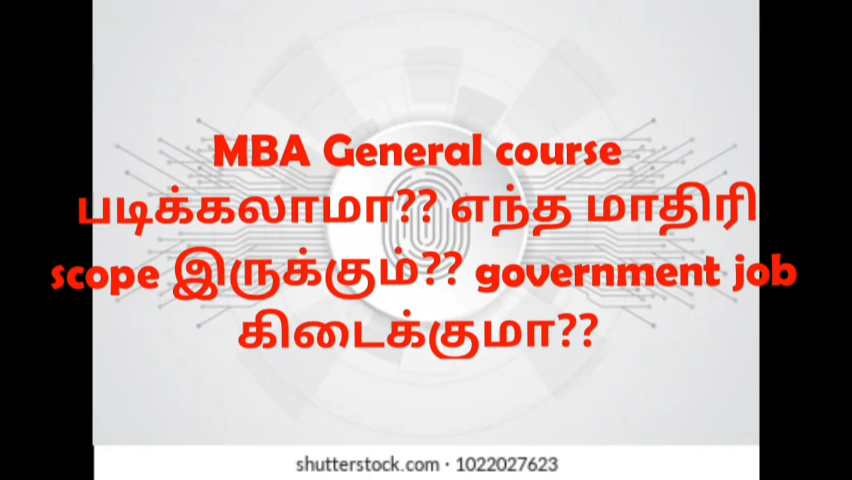 MBA General course
படிக்கலாமா?? எந்த மாதிரி
scope இருக்கும்?? government job
கிடைக்குமா??
shutterstock.com · 1022027623